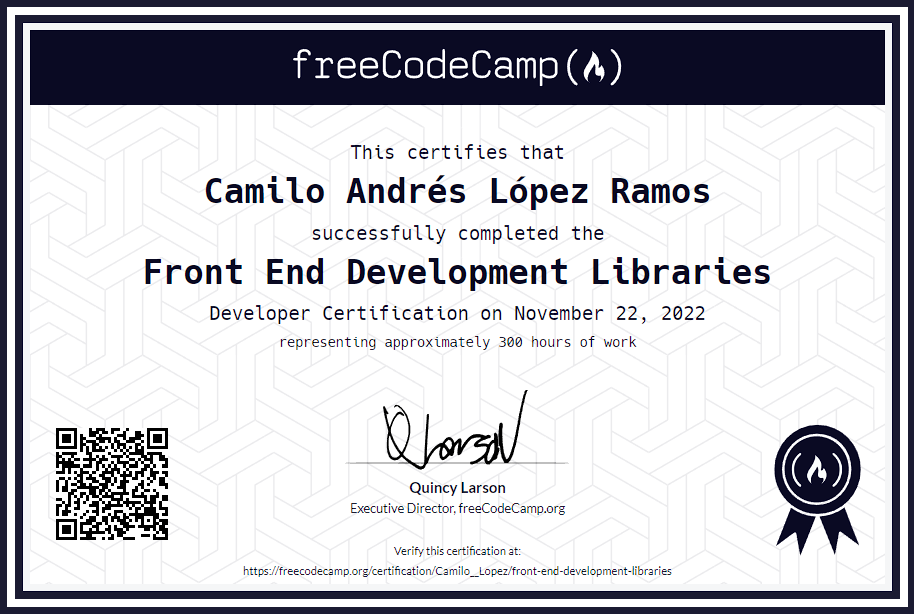 freeCodeCamp(🔥)
This certifies that
Camilo Andrés López Ramos
successfully completed the
Front End Development Libraries
Developer Certification on November 22, 2022
representing approximately 300 hours of work
Quincy Larson
Executive Director, freeCodeCamp.org
Verify this certification at:
https://freecodecamp.org/certification/Camilo__Lopez/front-end-development-libraries